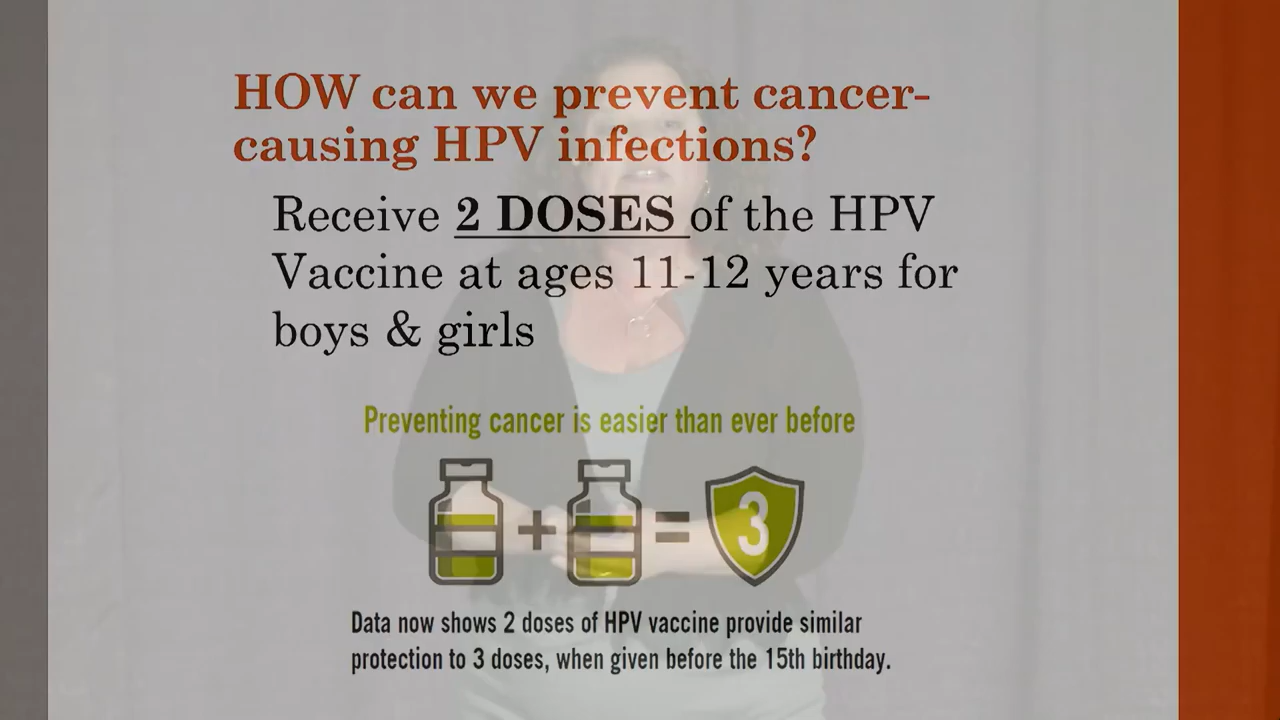 HOW can we prevent cancer-
causing HPV infections?
Receive 2 DOSES of the HPV
Vaccine at ages 11-12 years for
boys & girls
Preventing cancer is easier than ever before
+ = 3
Data now shows 2 doses of HPV vaccine provide similar
protection to 3 doses, when given before the 15th birthday.